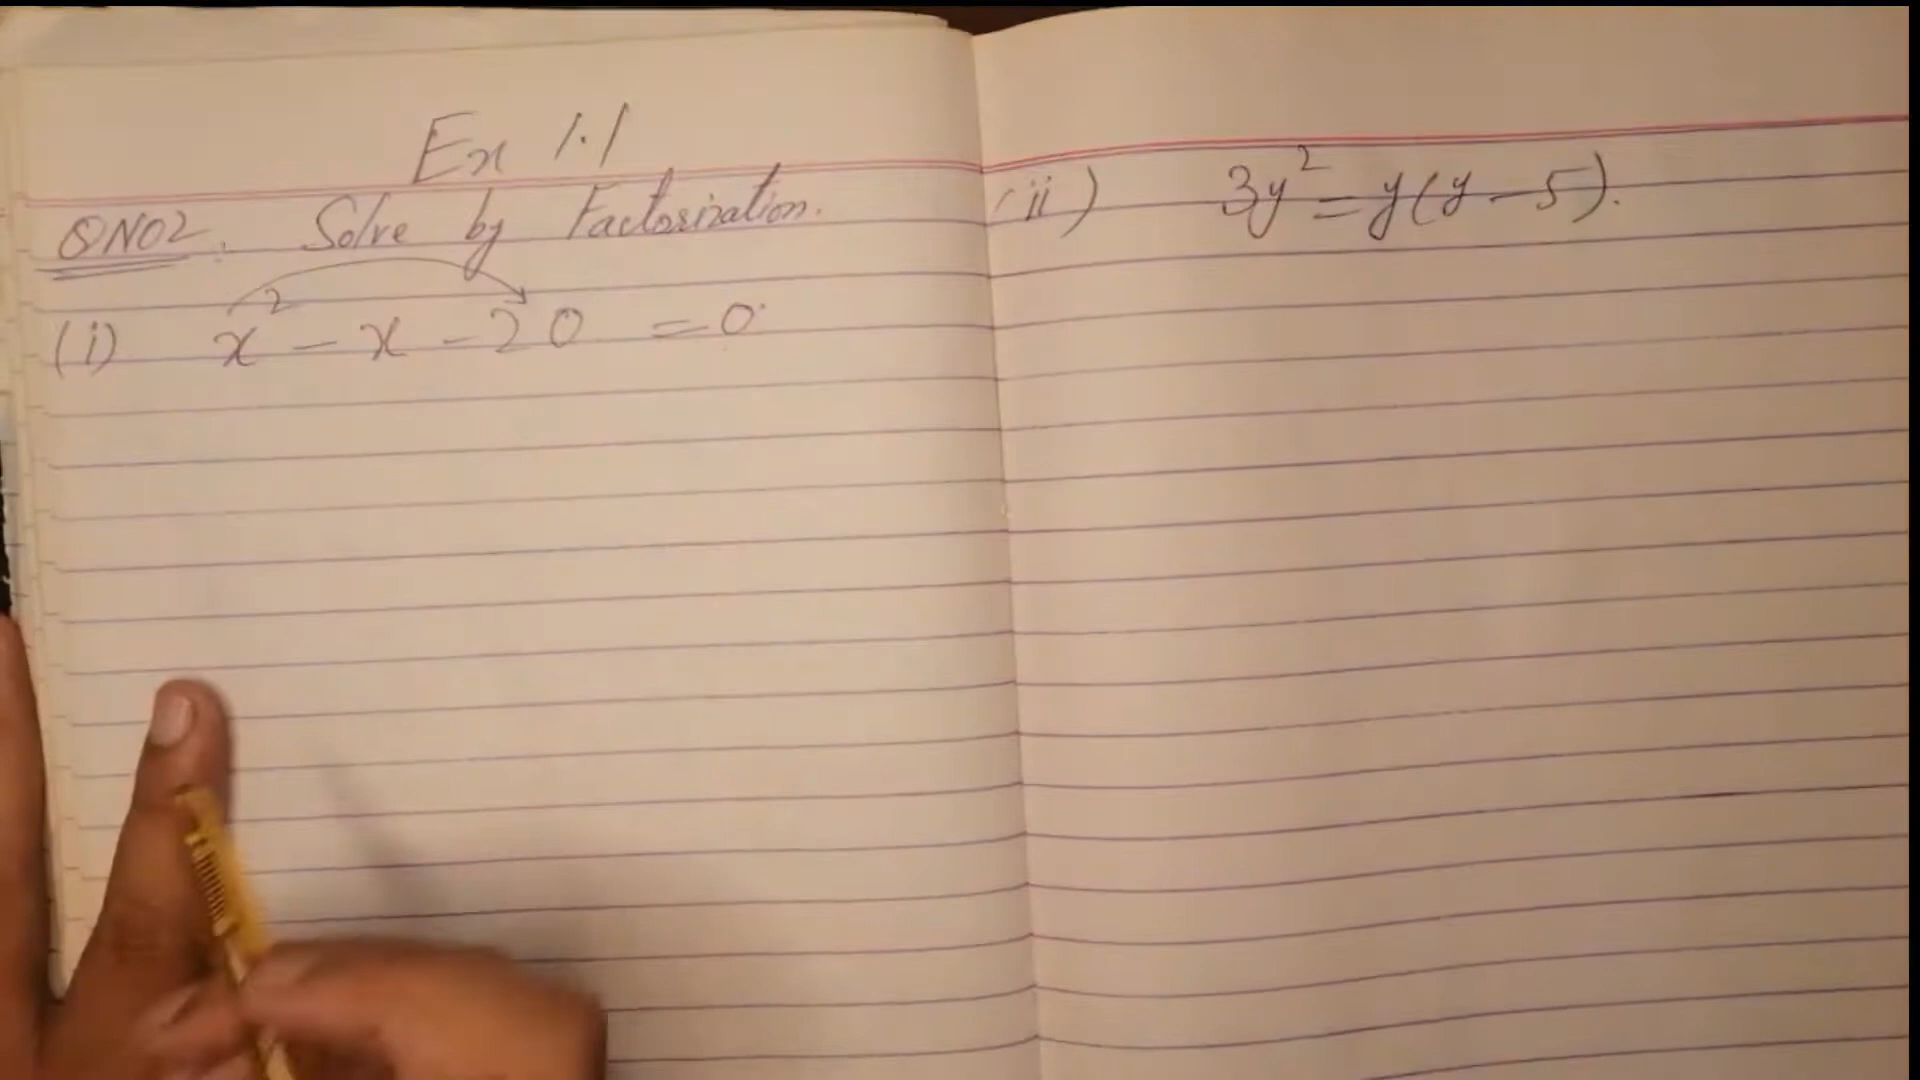 Ex 1.1
QNO2. Solve by Factorization.
(i) x² - x - 20 = 0
(ii) 3y² = y(y - 5).